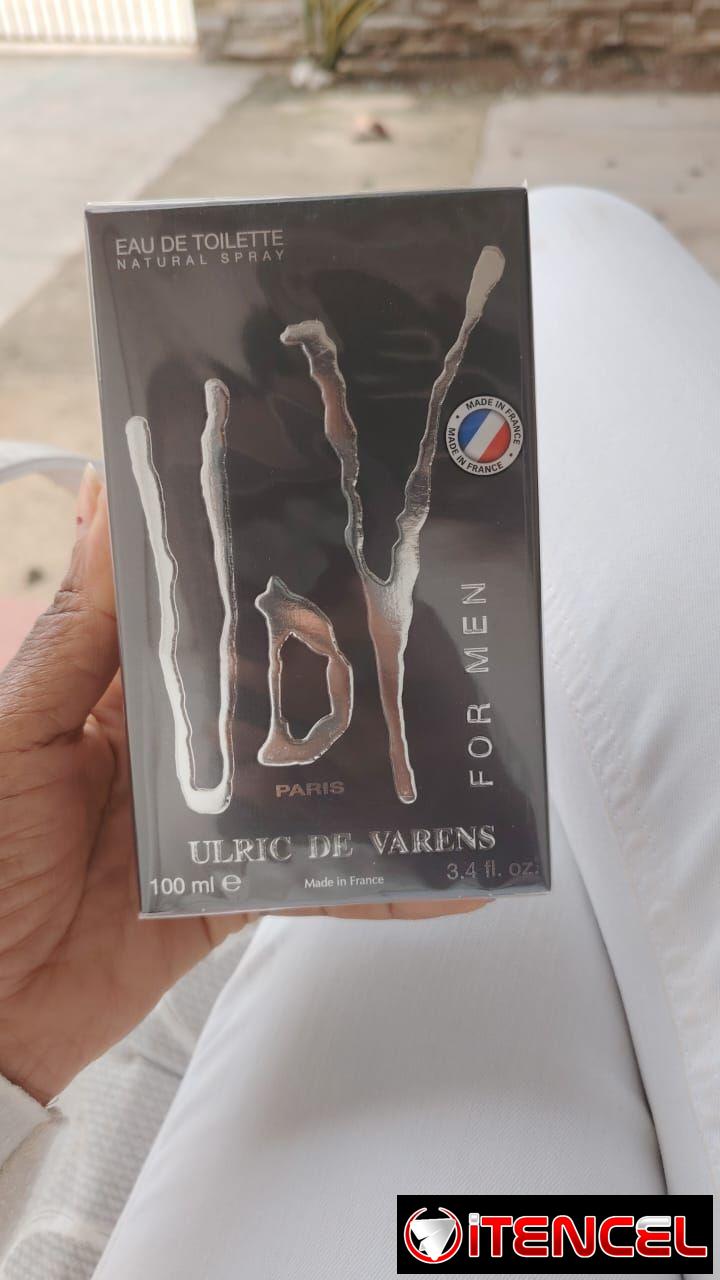 EAU DE TOILETTE
NATURAL SPRAY
UDV
MADE IN FRANCE
MADE IN FRANCE
FOR MEN
PARIS
ULRIC DE VARENS
100 ml e
Made in France
3.4 fl. oz.
iTENCEL